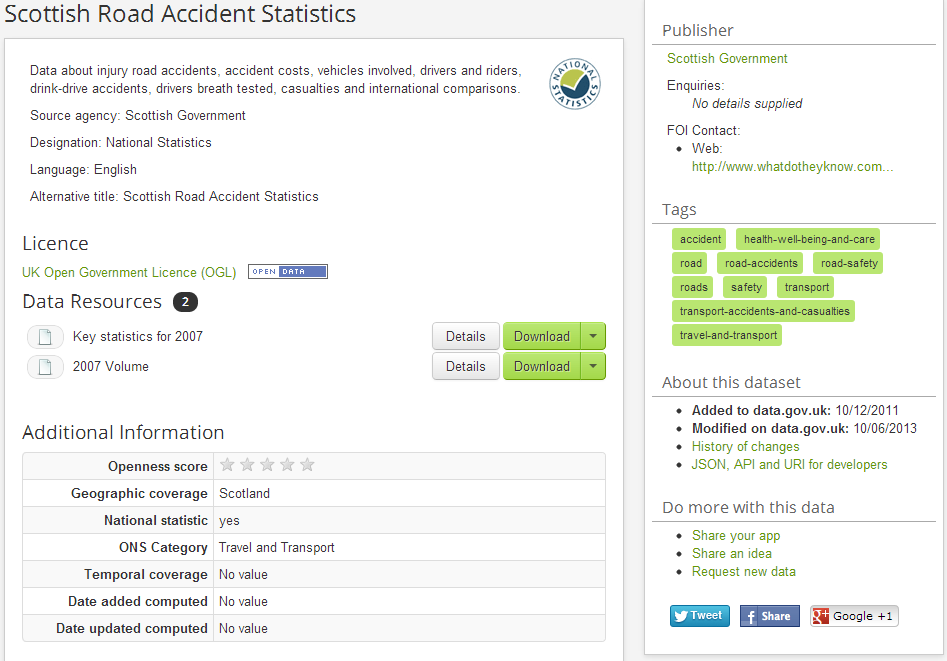 Scottish Road Accident Statistics
Data about injury road accidents, accident costs, vehicles involved, drivers and riders,
drink-drive accidents, drivers breath tested, casualties and international comparisons.
NATIONAL STATISTICS
Source agency: Scottish Government
Designation: National Statistics
Language: English
Alternative title: Scottish Road Accident Statistics
Licence
UK Open Government Licence (OGL) OPEN DATA
Data Resources 2
Key statistics for 2007 Details Download
2007 Volume Details Download
Additional Information
Openness score
Geographic coverage Scotland
National statistic yes
ONS Category Travel and Transport
Temporal coverage No value
Date added computed No value
Date updated computed No value
Publisher
Scottish Government
Enquiries:
No details supplied
FOI Contact:
Web:
http://www.whatdotheyknow.com...
Tags
accident health-well-being-and-care
road road-accidents road-safety
roads safety transport
transport-accidents-and-casualties
travel-and-transport
About this dataset
Added to data.gov.uk: 10/12/2011
Modified on data.gov.uk: 10/06/2013
History of changes
JSON, API and URI for developers
Do more with this data
Share your app
Share an idea
Request new data
Tweet f Share g+ Google +1